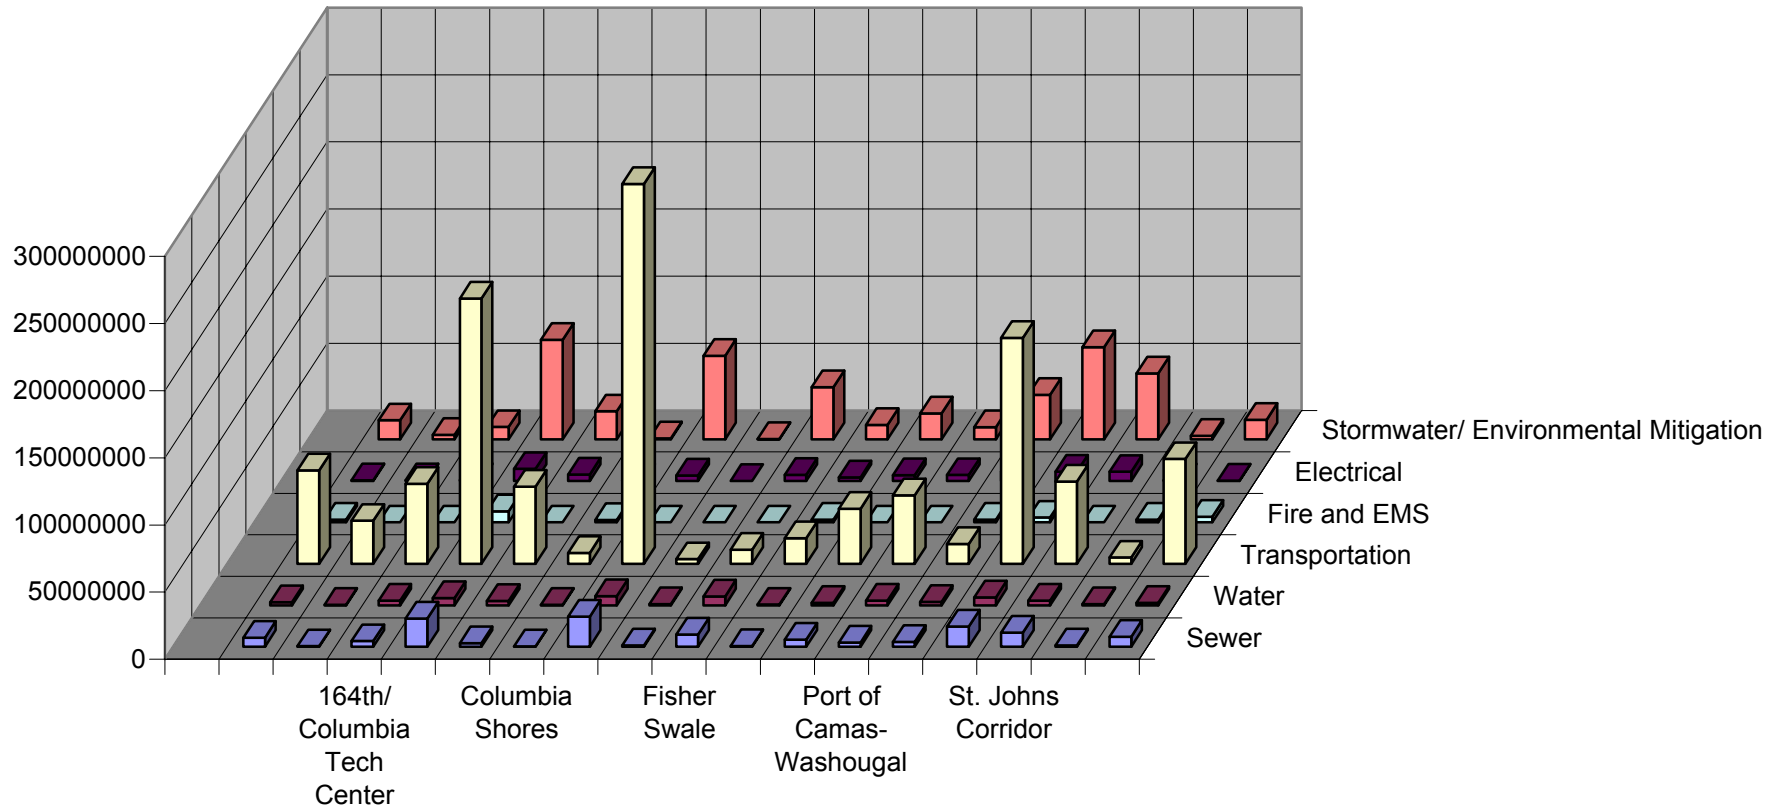 300000000
250000000
200000000
150000000
100000000
50000000
0
Stormwater/ Environmental Mitigation
Electrical
Fire and EMS
Transportation
Water
Sewer
164th/
Columbia
Tech
Center
Columbia
Shores
Fisher
Swale
Port of
Camas-
Washougal
St. Johns
Corridor